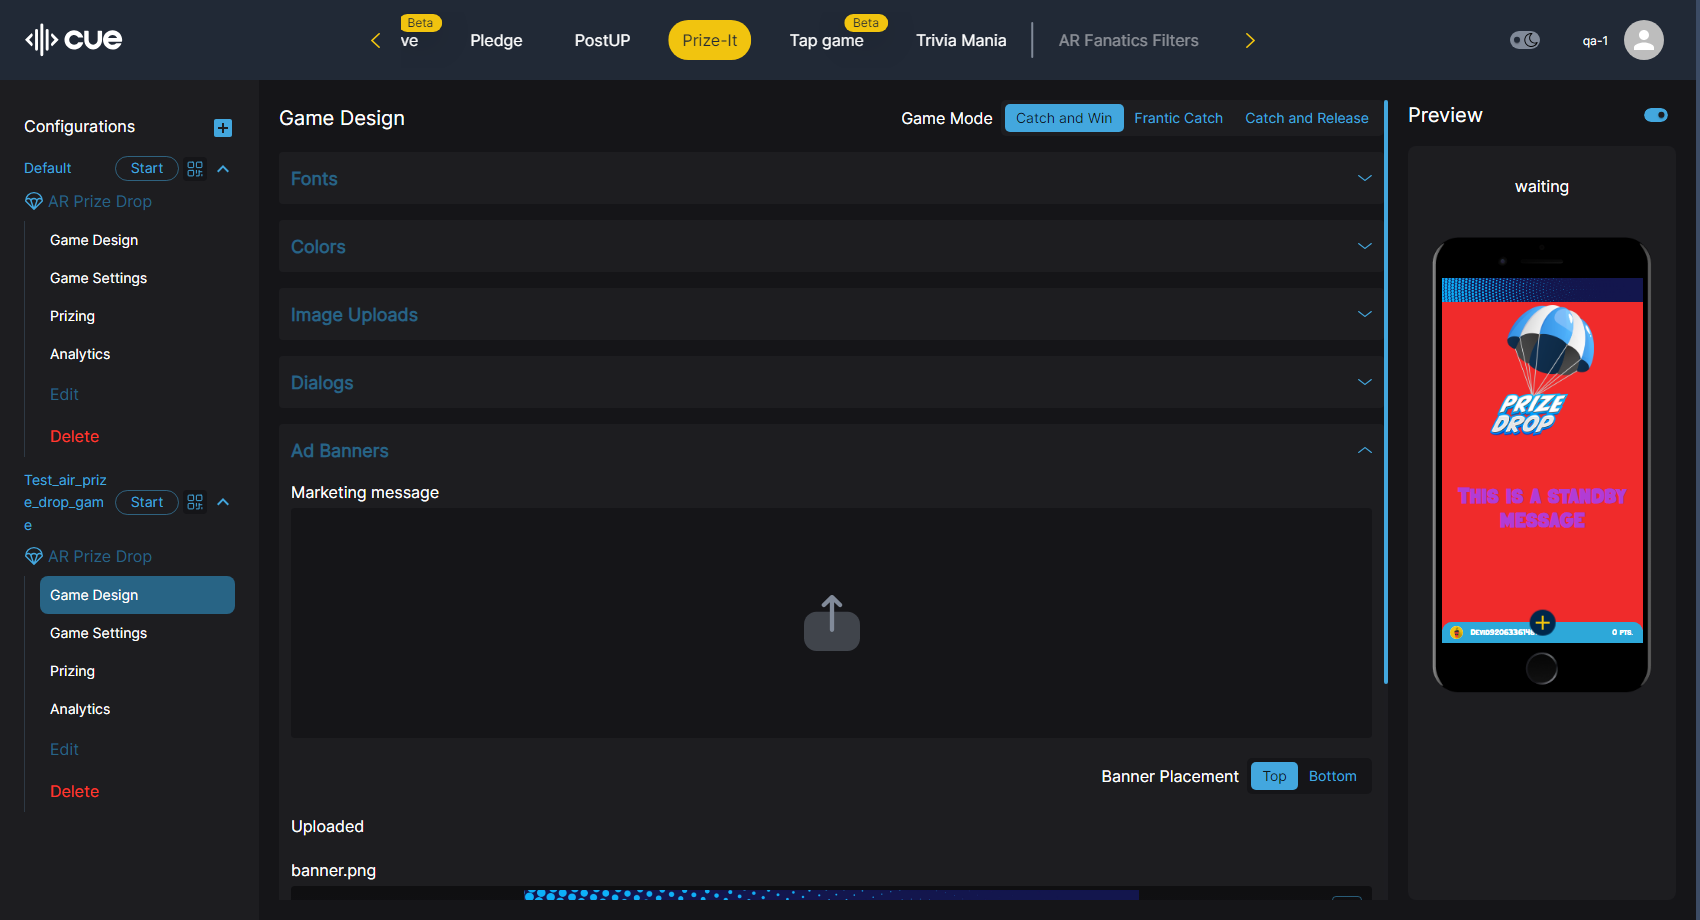 cue
Beta
ve
Pledge
PostUP
Prize-It
Beta
Tap game
Trivia Mania
AR Fanatics Filters
qa-1
Configurations
Default
Start
AR Prize Drop
Game Design
Game Settings
Prizing
Analytics
Edit
Delete
Test_air_priz
e_drop_gam
e
Start
AR Prize Drop
Game Design
Game Settings
Prizing
Analytics
Edit
Delete
Game Design
Game Mode
Catch and Win
Frantic Catch
Catch and Release
Fonts
Colors
Image Uploads
Dialogs
Ad Banners
Marketing message
Banner Placement
Top
Bottom
Uploaded
banner.png
Preview
waiting
PRIZE
DROP
THIS IS A STANDBY
MESSAGE
0 PTS.